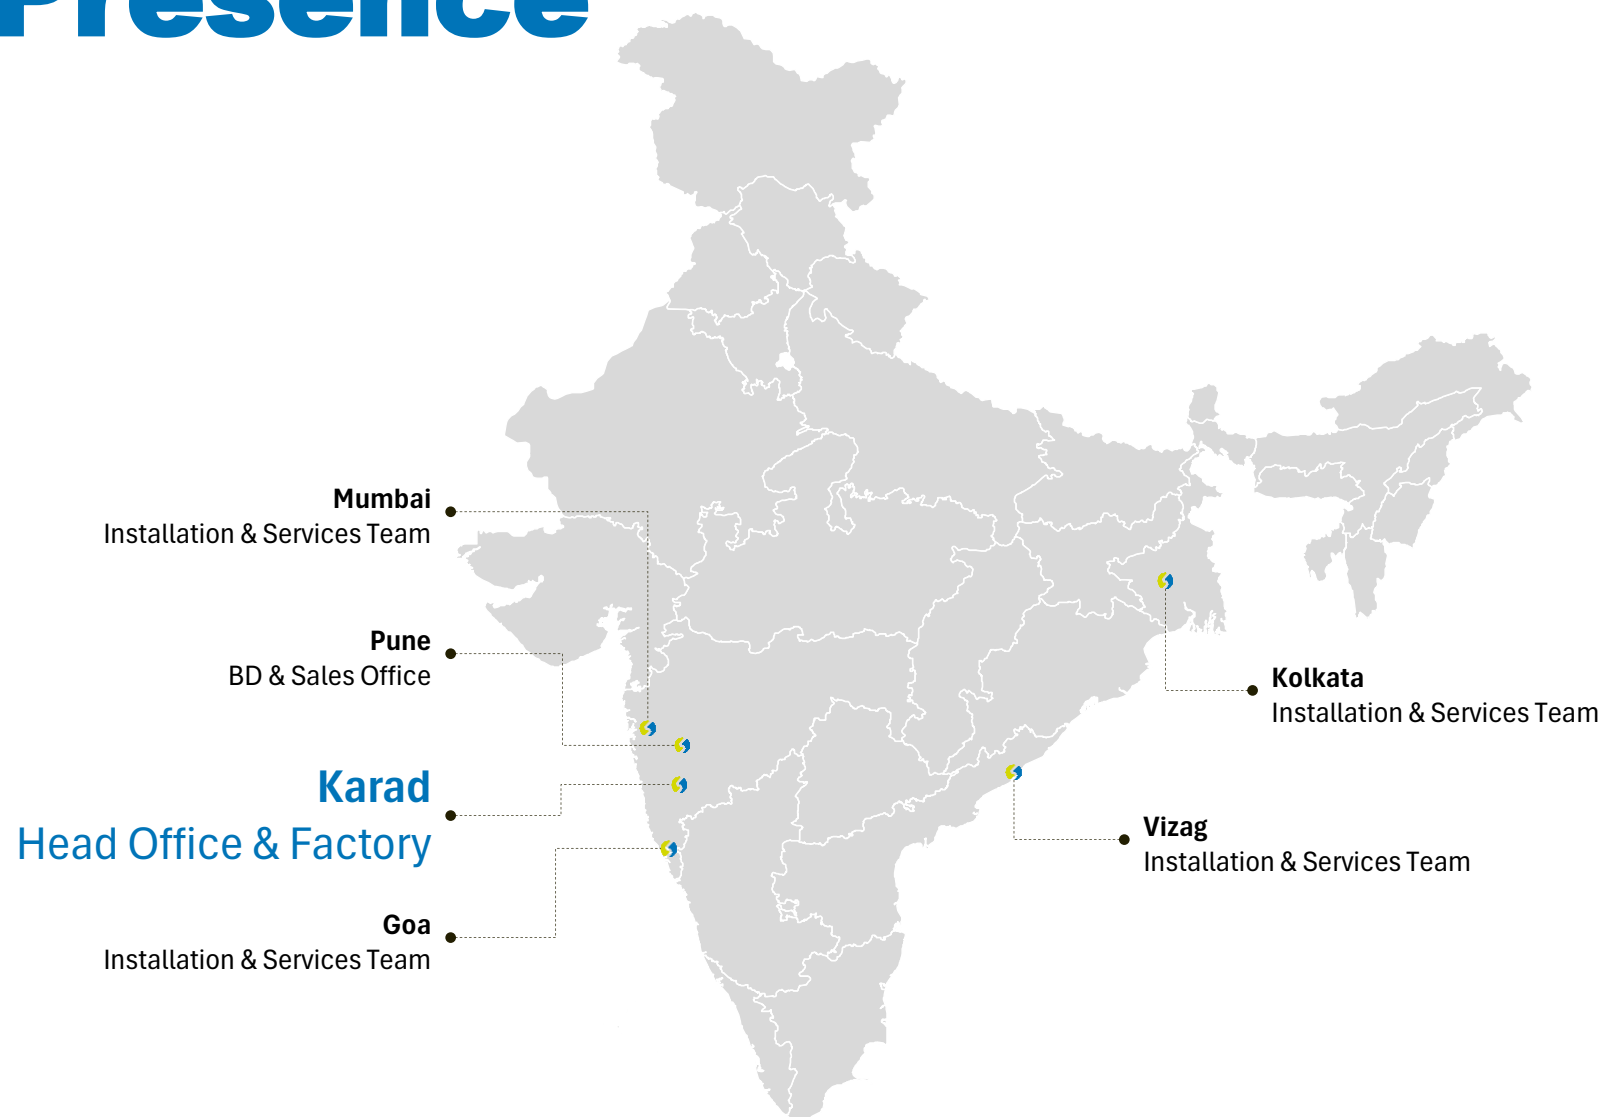 Presence
Mumbai
Installation & Services Team
Pune
BD & Sales Office
Karad
Head Office & Factory
Goa
Installation & Services Team
Kolkata
Installation & Services Team
Vizag
Installation & Services Team